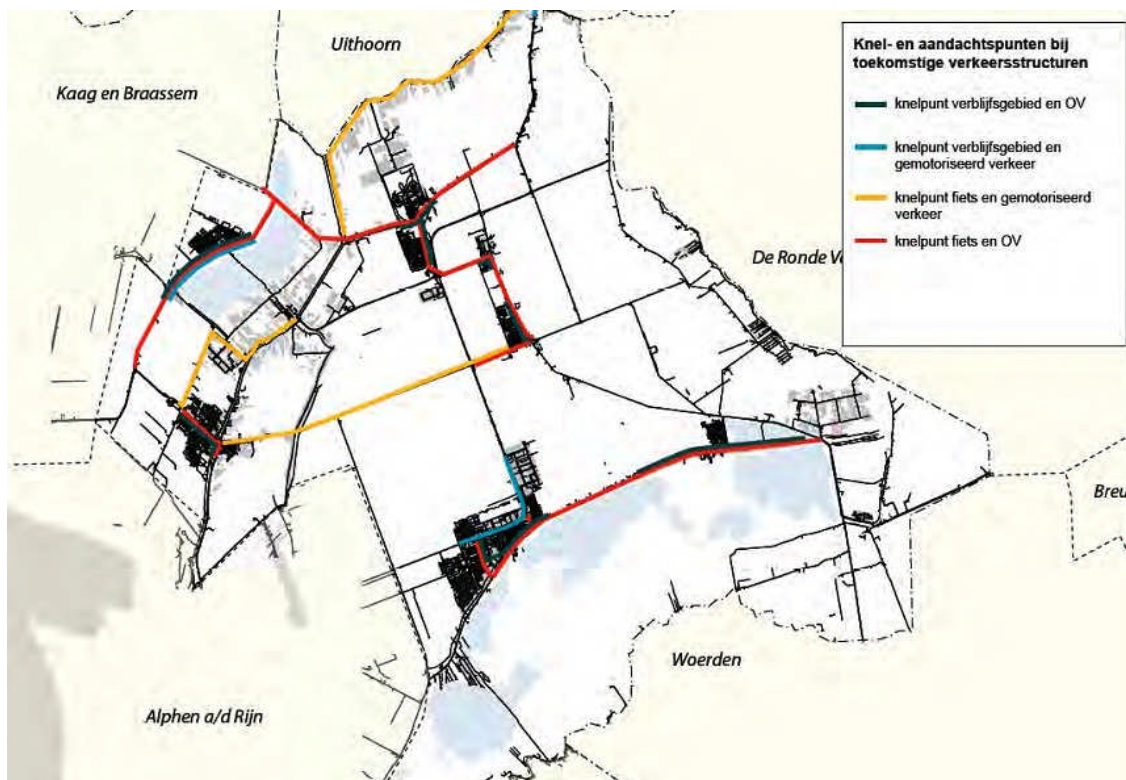 Uithoorn
Kaag en Braassem
De Ronde Ve
Breu
Woerden
Alphen a/d Rijn
Knel- en aandachtspunten bij
toekomstige verkeersstructuren
knelpunt verblijfsgebied en OV
knelpunt verblijfsgebied en
gemotoriseerd verkeer
knelpunt fiets en gemotoriseerd
verkeer
knelpunt fiets en OV